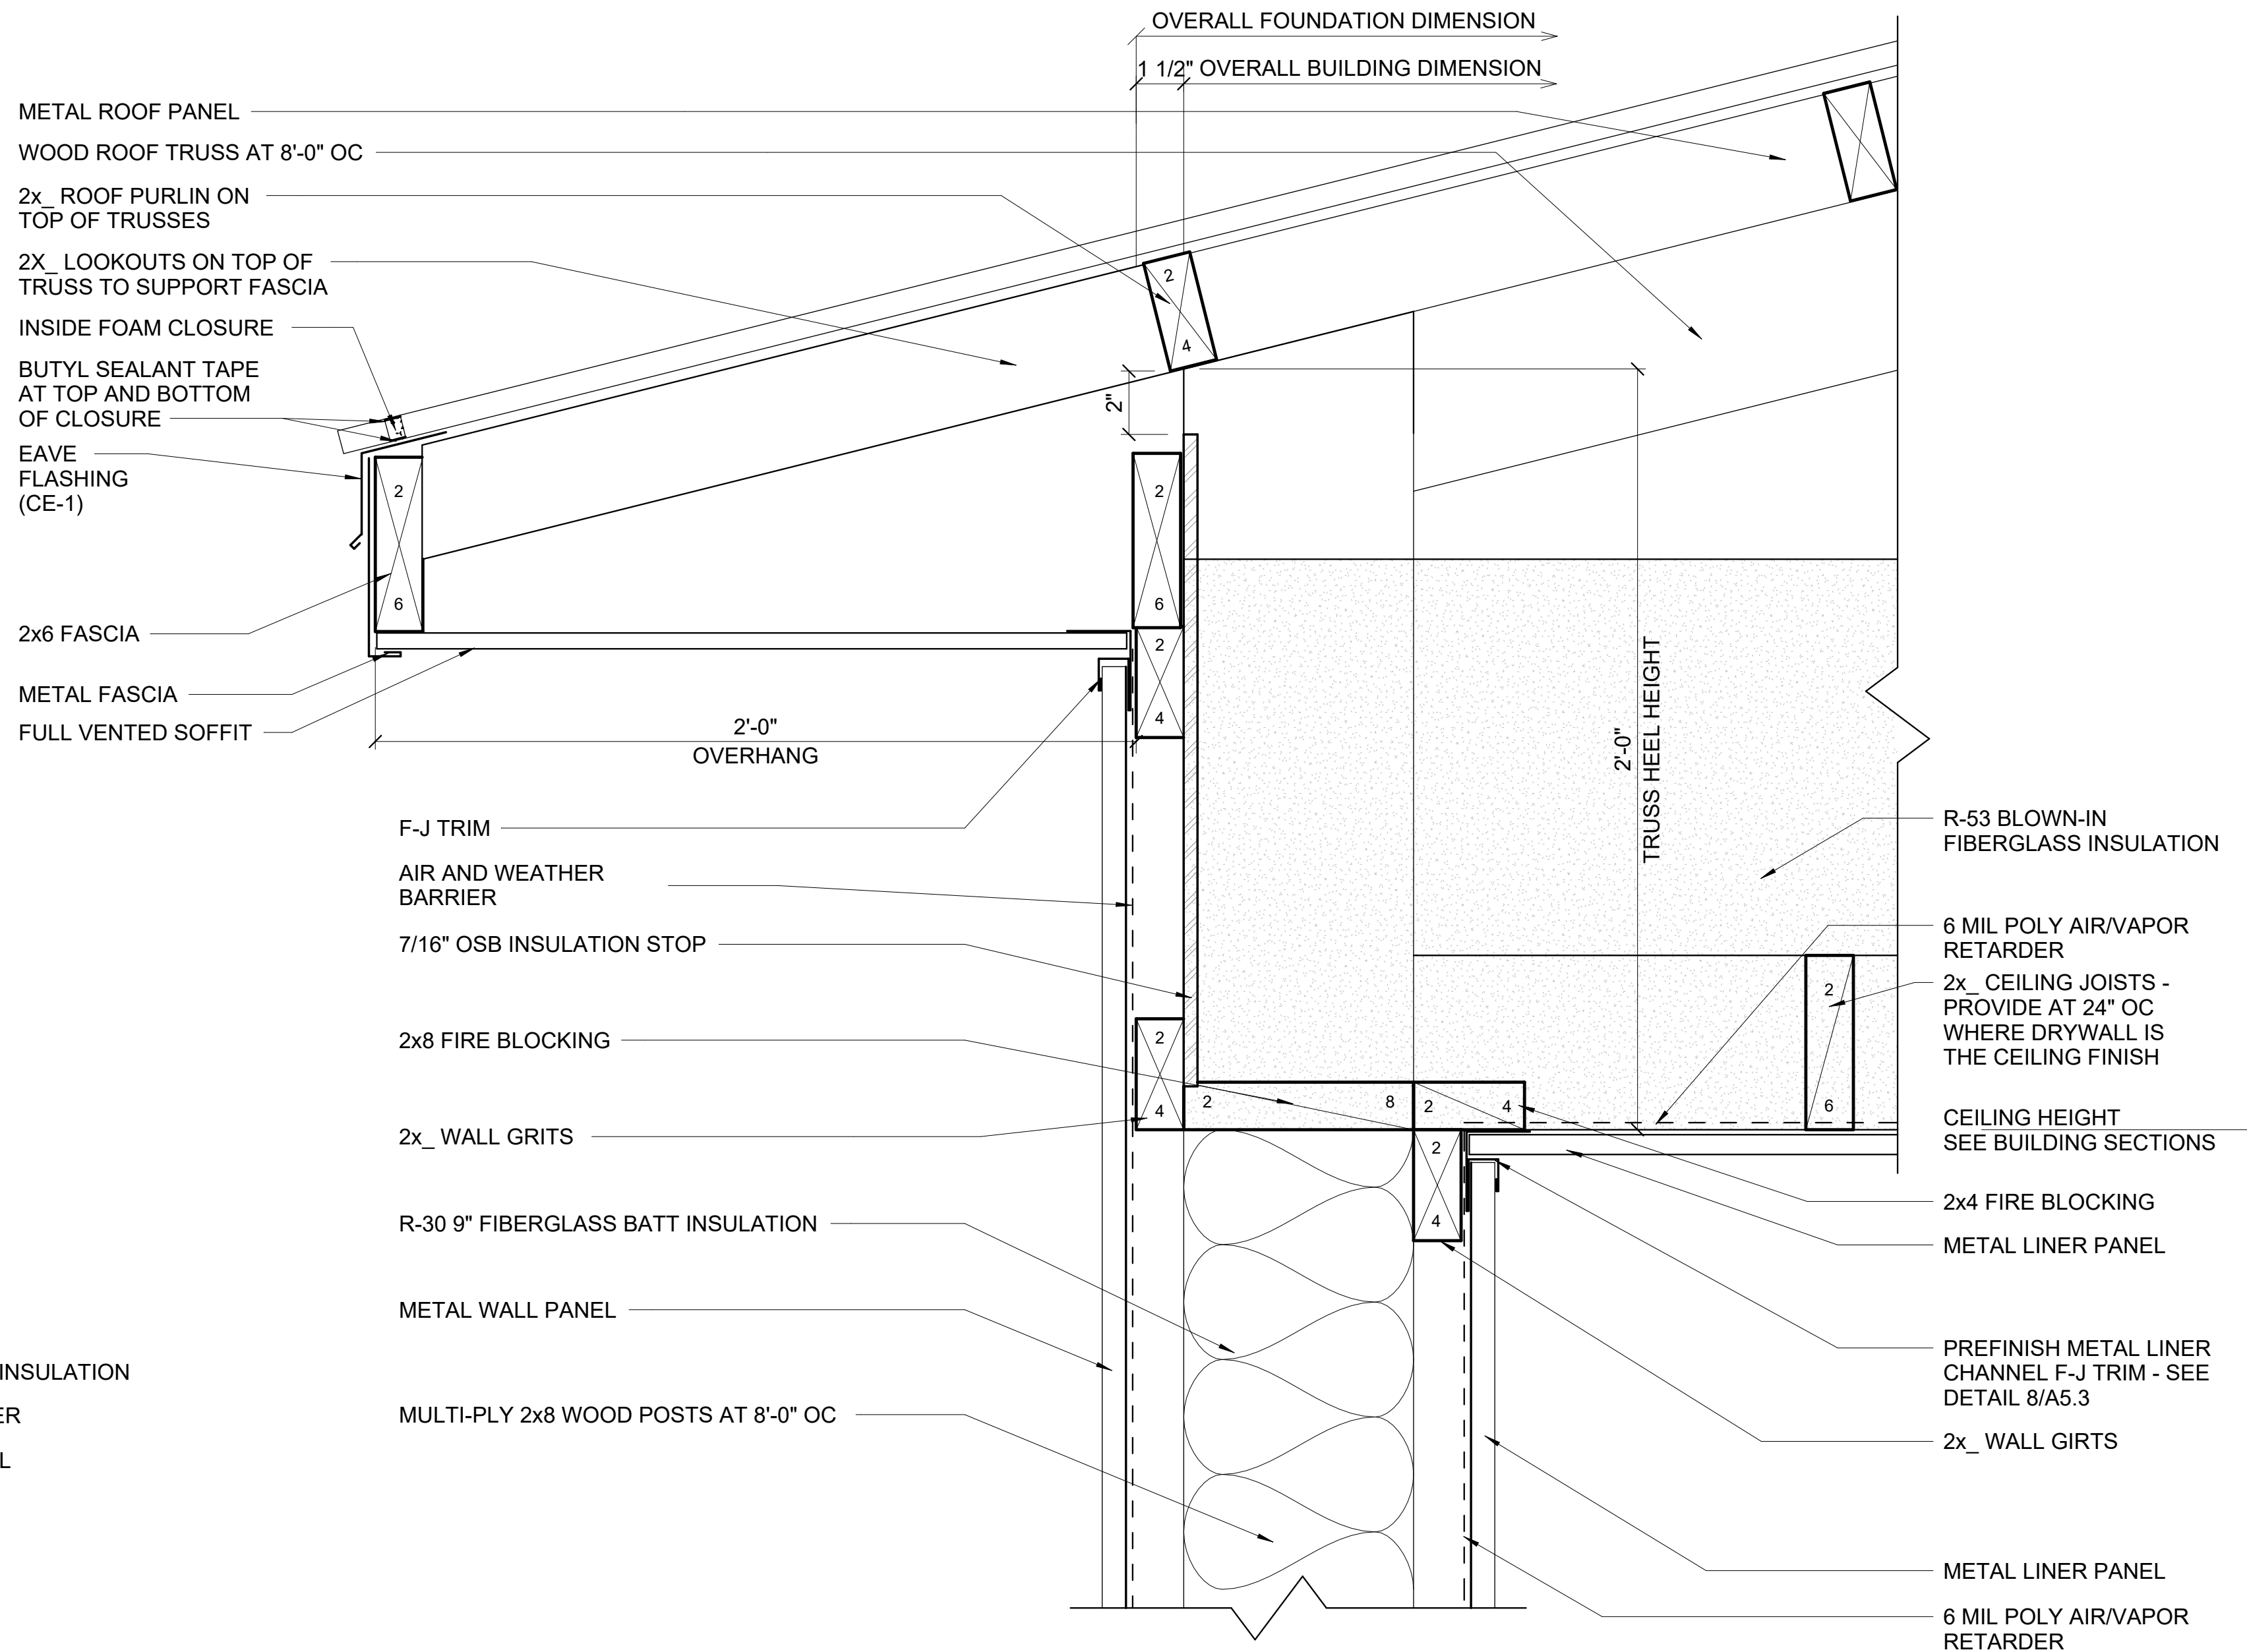 OVERALL FOUNDATION DIMENSION
1 1/2" OVERALL BUILDING DIMENSION
METAL ROOF PANEL
WOOD ROOF TRUSS AT 8'-0" OC
2x_ ROOF PURLIN ON
TOP OF TRUSSES
2X_ LOOKOUTS ON TOP OF
TRUSS TO SUPPORT FASCIA
INSIDE FOAM CLOSURE
BUTYL SEALANT TAPE
AT TOP AND BOTTOM
OF CLOSURE
EAVE
FLASHING
(CE-1)
2x6 FASCIA
METAL FASCIA
FULL VENTED SOFFIT
2
4
2"
2
6
2
6
2
4
2'-0"
OVERHANG
2'-0"
TRUSS HEEL HEIGHT
F-J TRIM
AIR AND WEATHER
BARRIER
7/16" OSB INSULATION STOP
2x8 FIRE BLOCKING
2x_ WALL GRITS
R-30 9" FIBERGLASS BATT INSULATION
METAL WALL PANEL
MULTI-PLY 2x8 WOOD POSTS AT 8'-0" OC
2
4
2 8
2 4
2
4
2
6
R-53 BLOWN-IN
FIBERGLASS INSULATION
6 MIL POLY AIR/VAPOR
RETARDER
2x_ CEILING JOISTS -
PROVIDE AT 24" OC
WHERE DRYWALL IS
THE CEILING FINISH
CEILING HEIGHT
SEE BUILDING SECTIONS
2x4 FIRE BLOCKING
METAL LINER PANEL
PREFINISH METAL LINER
CHANNEL F-J TRIM - SEE
DETAIL 8/A5.3
2x_ WALL GIRTS
METAL LINER PANEL
6 MIL POLY AIR/VAPOR
RETARDER
INSULATION
ER
L